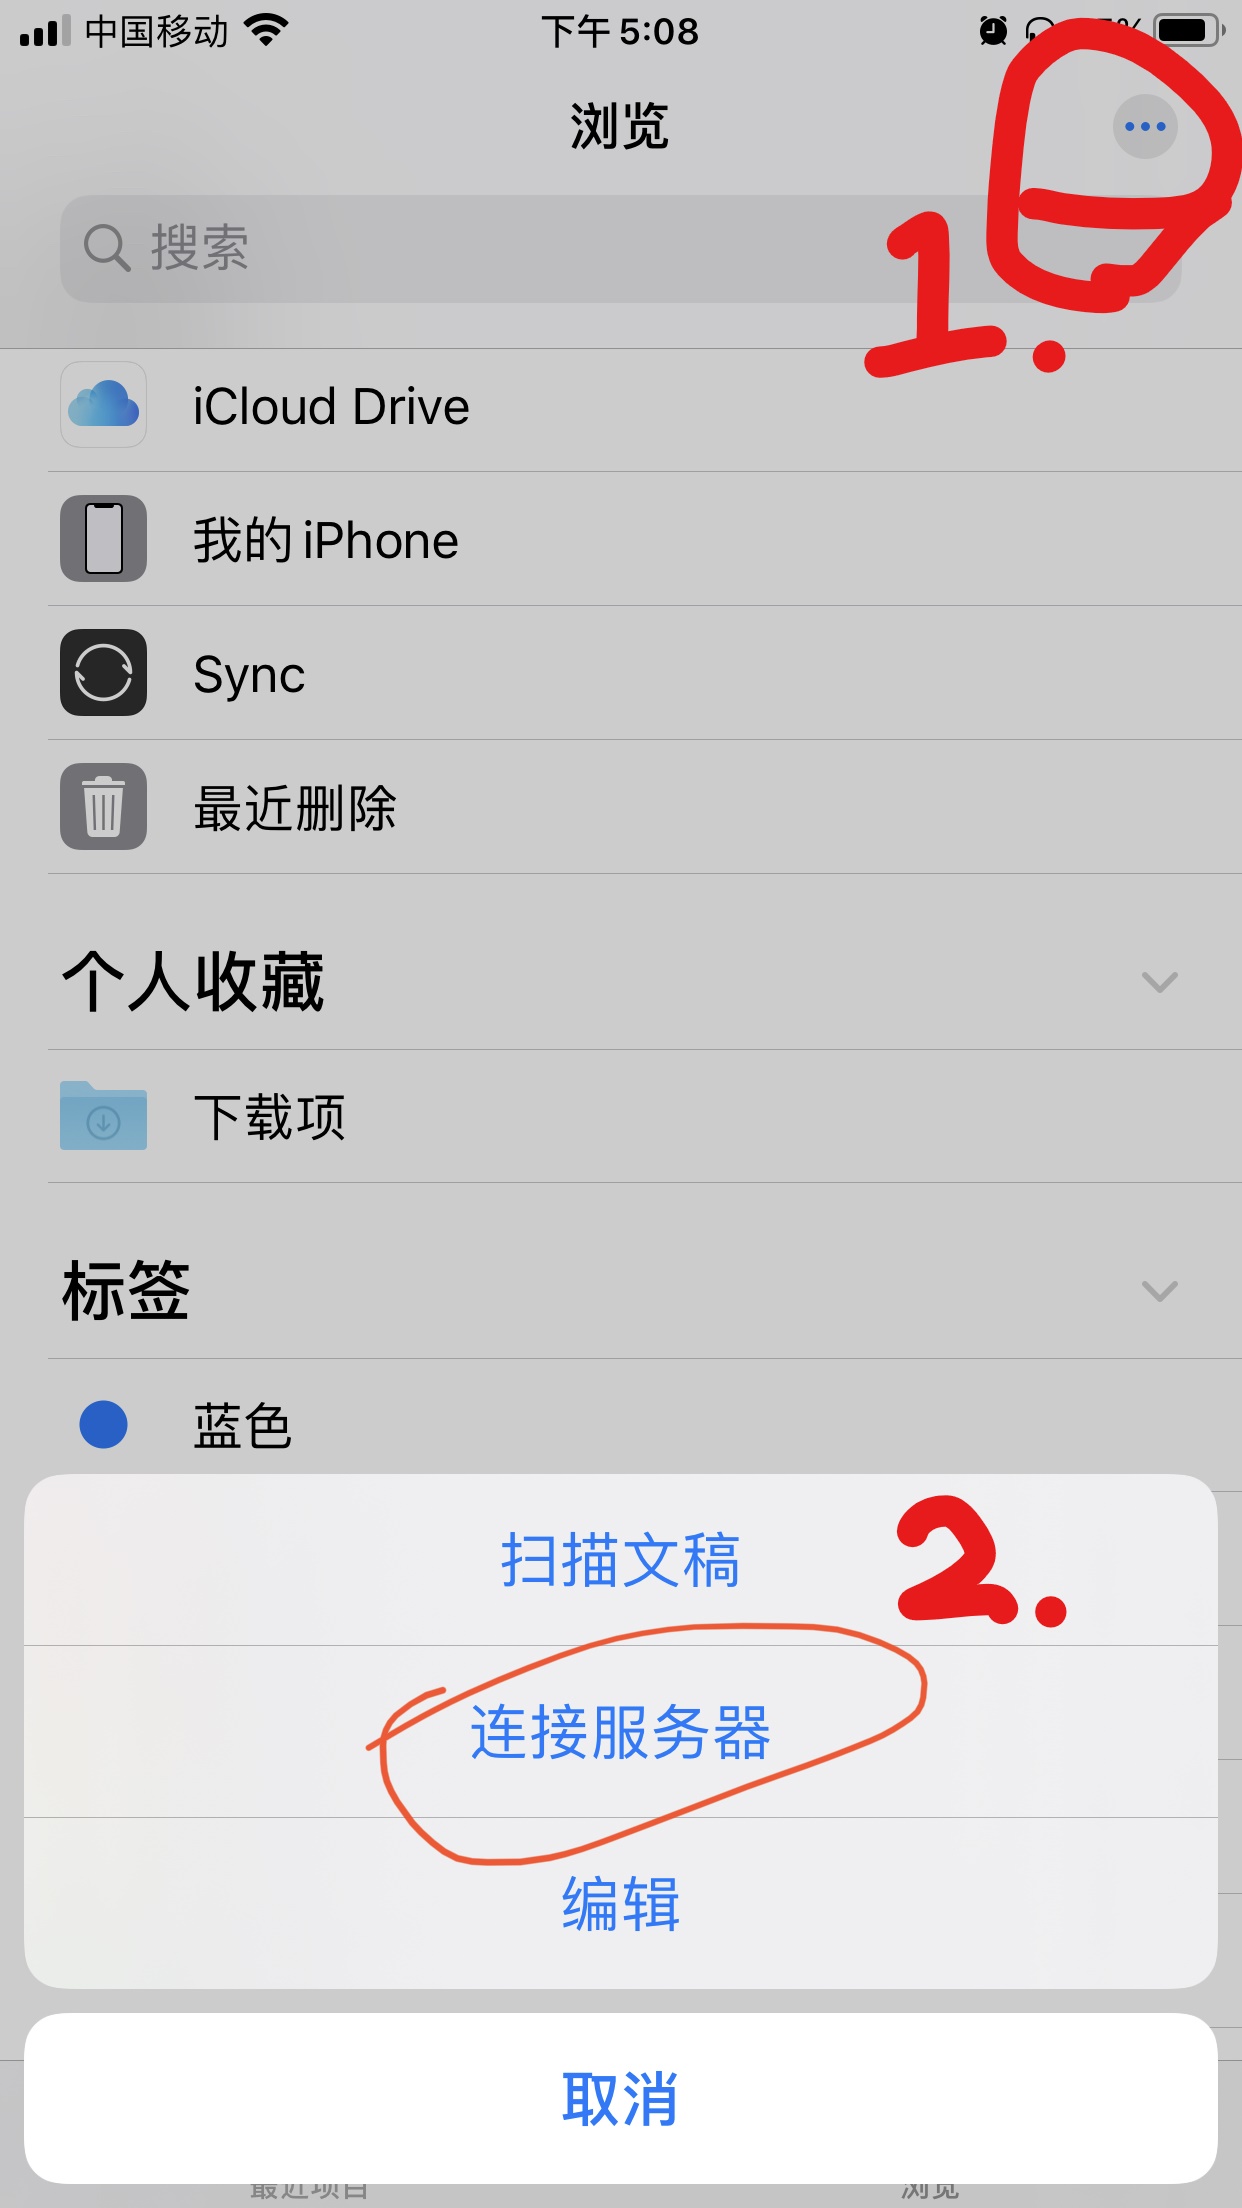 中国移动 下午5:08
浏览
搜索
1.
iCloud Drive
我的 iPhone
Sync
最近删除
个人收藏
下载项
标签
蓝色
扫描文稿
2.
连接服务器
编辑
取消
最近项目 浏览